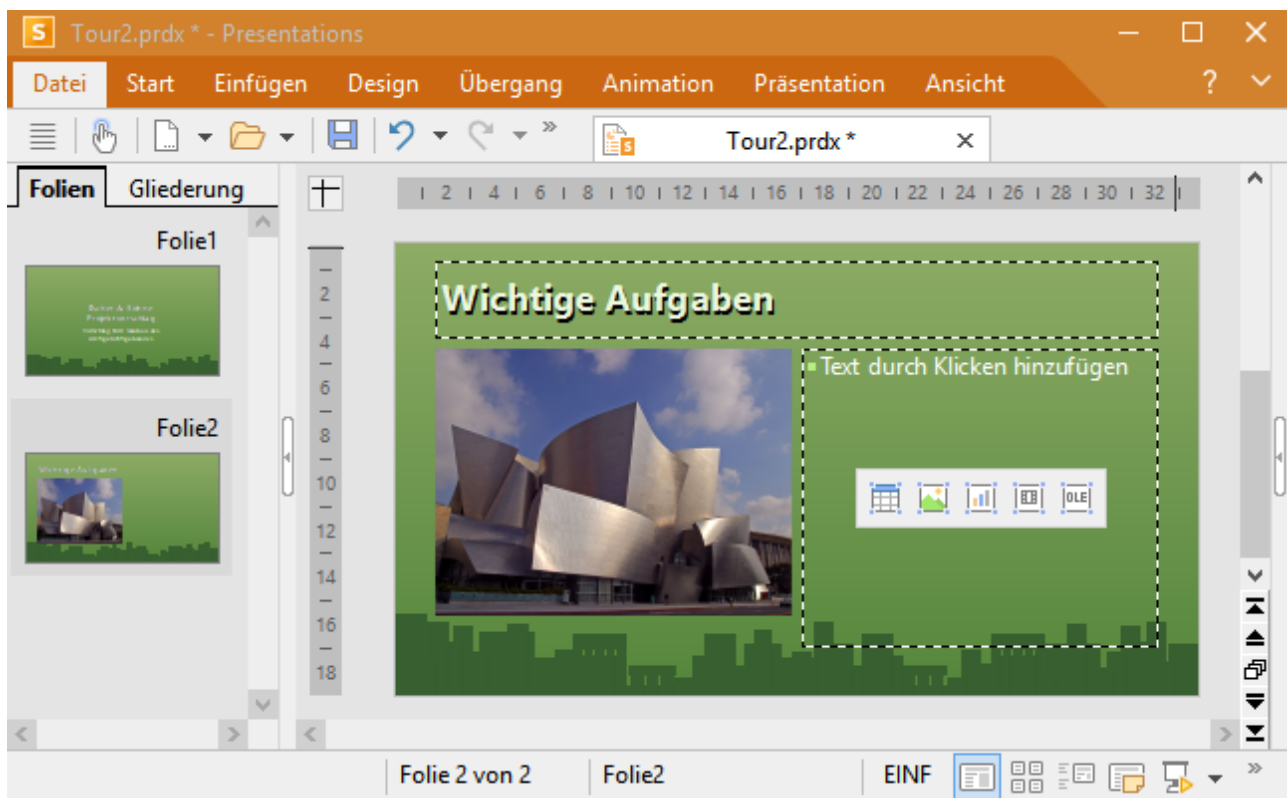 S Tour2.prdx * - Presentations
Datei Start Einfügen Design Übergang Animation Präsentation Ansicht ?
Tour2.prdx *
Folien Gliederung
2 4 6 8 10 12 14 16 18 20 22 24 26 28 30 32
Folie1
2
4
6
8
10
12
14
16
18
Folie2
Wichtige Aufgaben
Wichtige Aufgaben
Text durch Klicken hinzufügen
OLE
Folie 2 von 2 Folie2 EINF